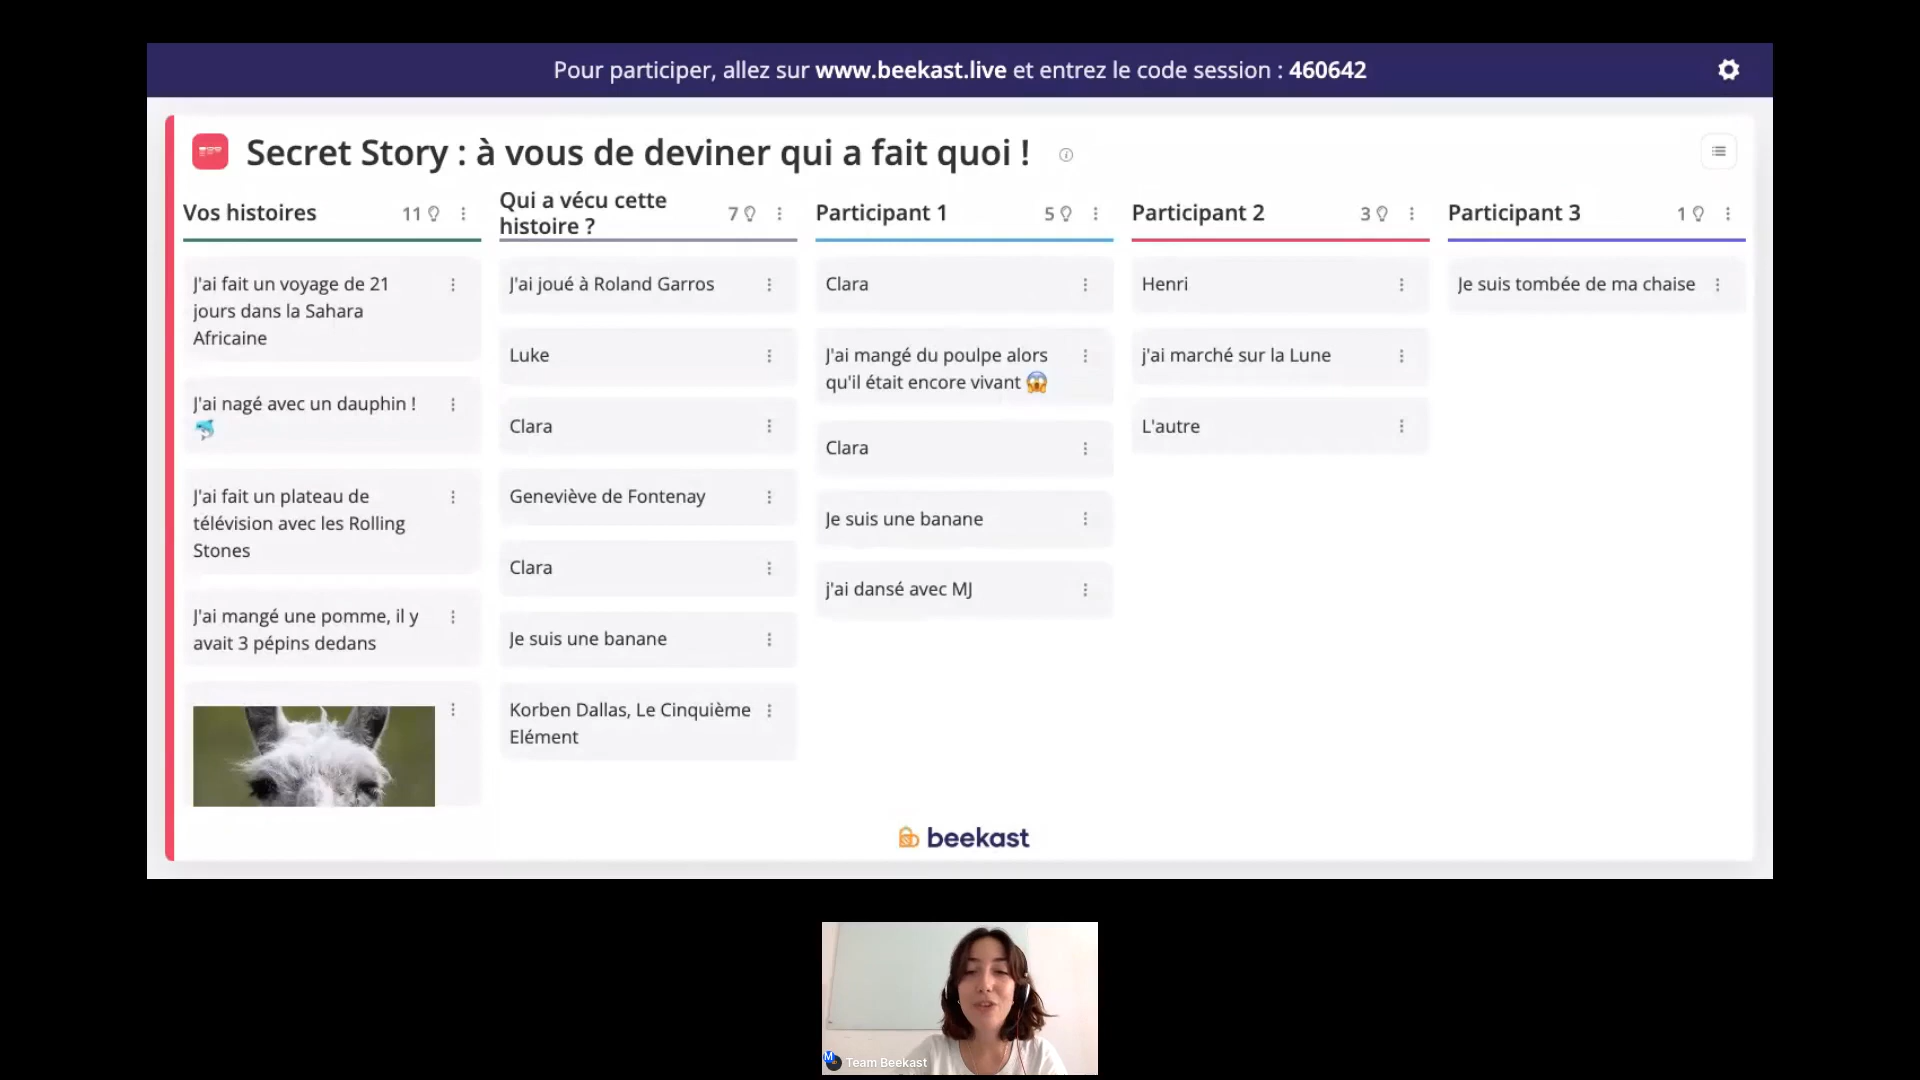 Pour participer, allez sur www.beekast.live et entrez le code session : 460642
Secret Story : à vous de deviner qui a fait quoi !
Vos histoires 11
J'ai fait un voyage de 21
jours dans la Sahara
Africaine
J'ai nagé avec un dauphin !
🐬
J'ai fait un plateau de
télévision avec les Rolling
Stones
J'ai mangé une pomme, il y
avait 3 pépins dedans
Qui a vécu cette
histoire ? 7
J'ai joué à Roland Garros
Luke
Clara
Geneviève de Fontenay
Clara
Je suis une banane
Korben Dallas, Le Cinquième
Elément
Participant 1 5
Clara
J'ai mangé du poulpe alors
qu'il était encore vivant 😱
Clara
Je suis une banane
j'ai dansé avec MJ
Participant 2 3
Henri
j'ai marché sur la Lune
L'autre
Participant 3 1
Je suis tombée de ma chaise
beekast
M
Team Beekast